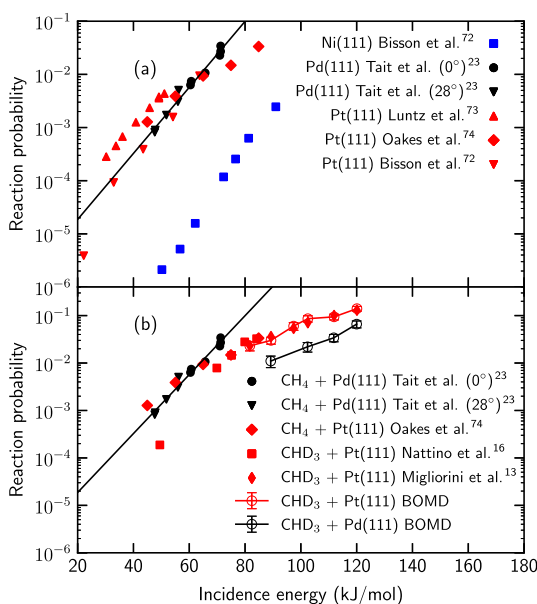 10⁻¹
10⁻²
10⁻³
10⁻⁴
10⁻⁵
10⁻⁶
Reaction probability
(a)
Ni(111) Bisson et al.⁷²
Pd(111) Tait et al. (0°)²³
Pd(111) Tait et al. (28°)²³
Pt(111) Luntz et al.⁷³
Pt(111) Oakes et al.⁷⁴
Pt(111) Bisson et al.⁷²
10⁻¹
10⁻²
10⁻³
10⁻⁴
10⁻⁵
10⁻⁶
Reaction probability
(b)
CH₄ + Pd(111) Tait et al. (0°)²³
CH₄ + Pd(111) Tait et al. (28°)²³
CH₄ + Pt(111) Oakes et al.⁷⁴
CHD₃ + Pt(111) Nattino et al.¹⁶
CHD₃ + Pt(111) Migliorini et al.¹³
CHD₃ + Pt(111) BOMD
CHD₃ + Pd(111) BOMD
20 40 60 80 100 120 140 160 180
Incidence energy (kJ/mol)